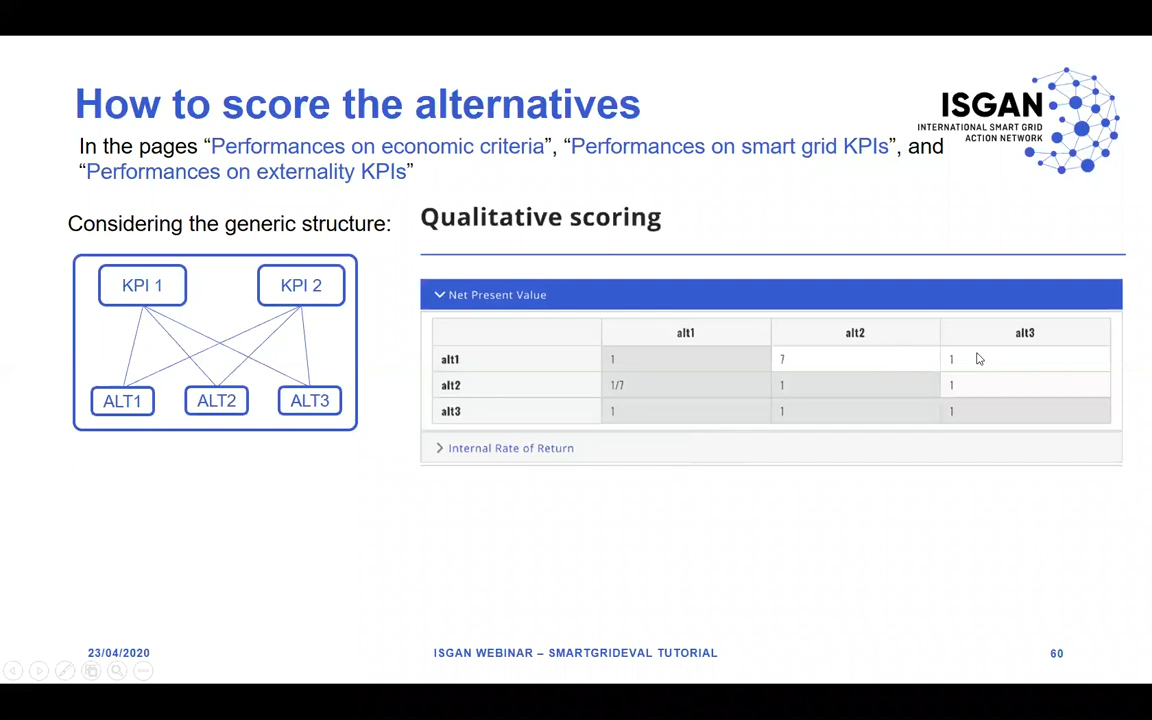 How to score the alternatives
In the pages “Performances on economic criteria”, “Performances on smart grid KPIs”, and
“Performances on externality KPIs”
ISGAN
INTERNATIONAL SMART GRID
ACTION NETWORK
Considering the generic structure:
KPI 1 KPI 2
ALT1 ALT2 ALT3
Qualitative scoring
Net Present Value
alt1 alt2 alt3
alt1 1 7 1
alt2 1/7 1 1
alt3 1 1 1
Internal Rate of Return
23/04/2020 ISGAN WEBINAR – SMARTGRIDEVAL TUTORIAL 60